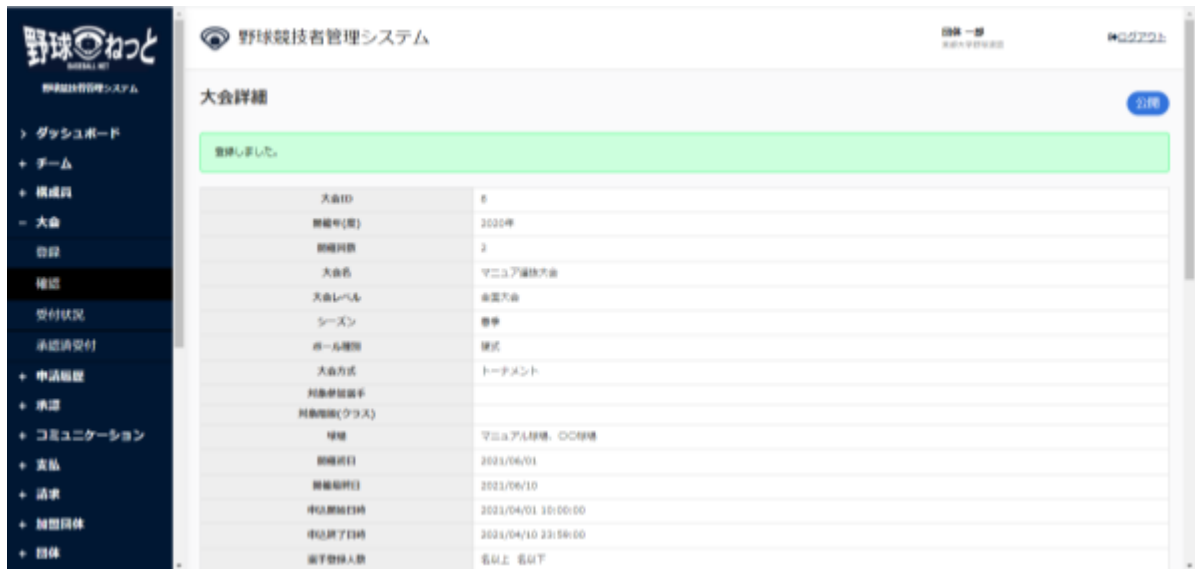 野球ねっと
BASEBALL NET
野球競技者管理システム
> ダッシュボード
+ チーム
+ 構成員
− 大会
登録
確認
受付状況
承認済受付
+ 申請履歴
+ 承認
+ コミュニケーション
+ 支払
+ 請求
+ 加盟団体
+ 団体
野球競技者管理システム
団体 一郎
ログアウト
大会詳細
公開
登録しました。
大会ID 6
開催年(度) 2020年
開催回数 2
大会名 マニュア選抜大会
大会レベル 全国大会
シーズン 春季
ボール種別 硬式
大会方式 トーナメント
対象参加選手
対象階級(クラス)
球場 マニュアル球場、〇〇球場
開催初日 2021/06/01
開催最終日 2021/06/10
申込開始日時 2021/04/01 10:00:00
申込終了日時 2021/04/10 23:59:00
選手登録人数 名以上 名以下